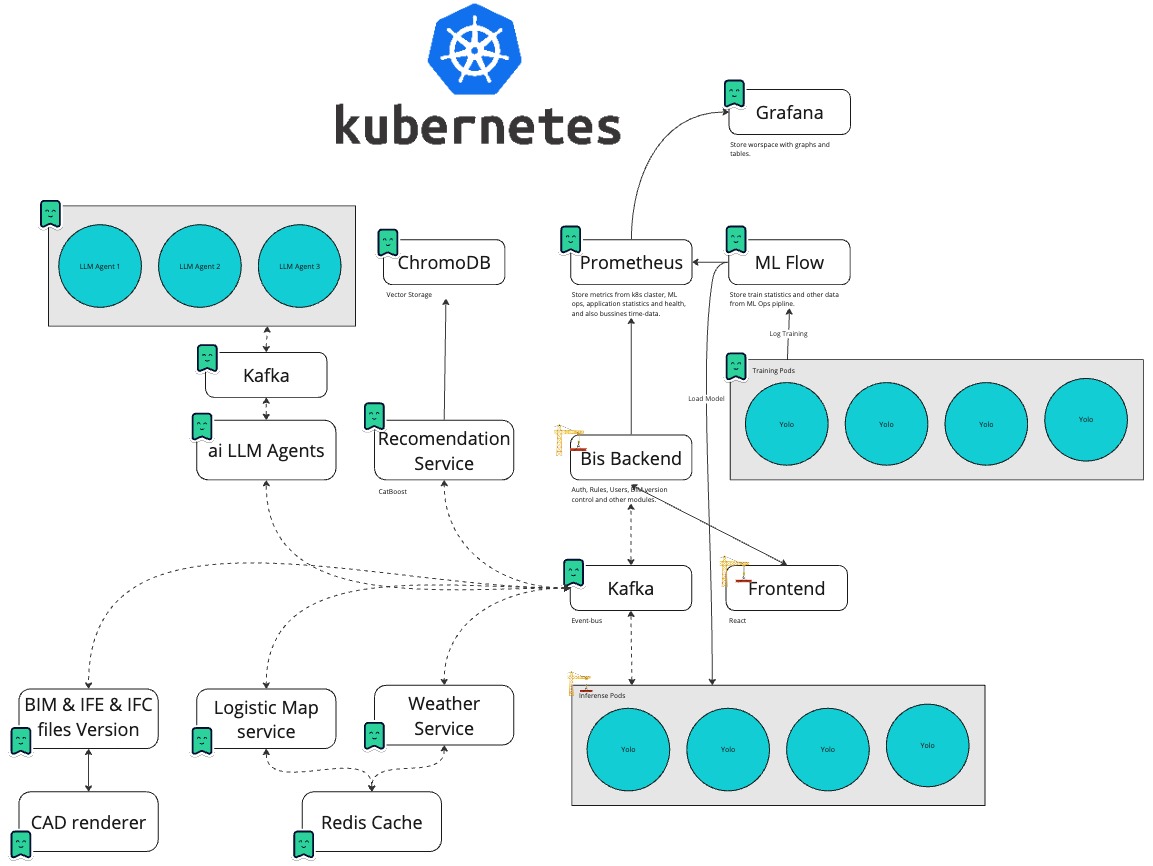 kubernetes
Grafana
Store worspace with graphs and
tables.
LLM Agent 1
LLM Agent 2
LLM Agent 3
ChromoDB
Vector Storage
Prometheus
Store metrics from k8s claster, ML
ops, application statistics and health,
and also bussines time-data.
ML Flow
Store train statistics and other data
from ML Ops pipline.
Log Training
Kafka
Training Pods
Yolo
Yolo
Yolo
Yolo
Load Model
ai LLM Agents
Recomendation
Service
CatBoost
Bis Backend
Auth, Rules, Users, BIM version
control and other modules.
Kafka
Event-bus
Frontend
React
BIM & IFE & IFC
files Version
Logistic Map
service
Weather
Service
Inferense Pods
Yolo
Yolo
Yolo
Yolo
CAD renderer
Redis Cache